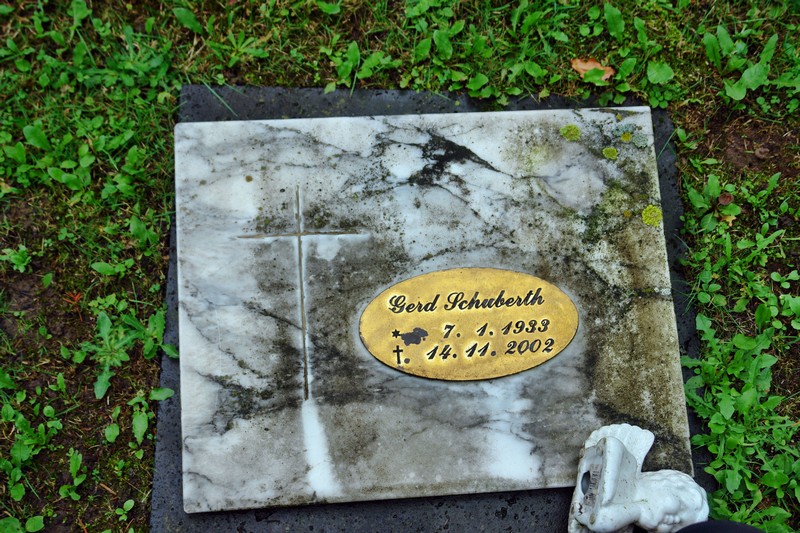 Gerd Schuberth
* 7. 1. 1933
† 14. 11. 2002